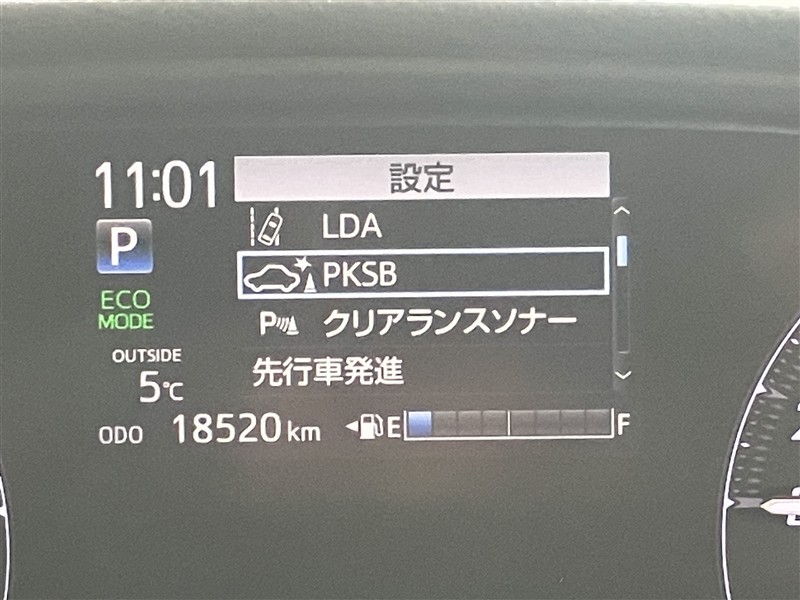 11:01
設定
LDA
P
PKSB
ECO
MODE
P クリアランスソナー
OUTSIDE
5℃
先行車発進
ODO 18520 km
E F